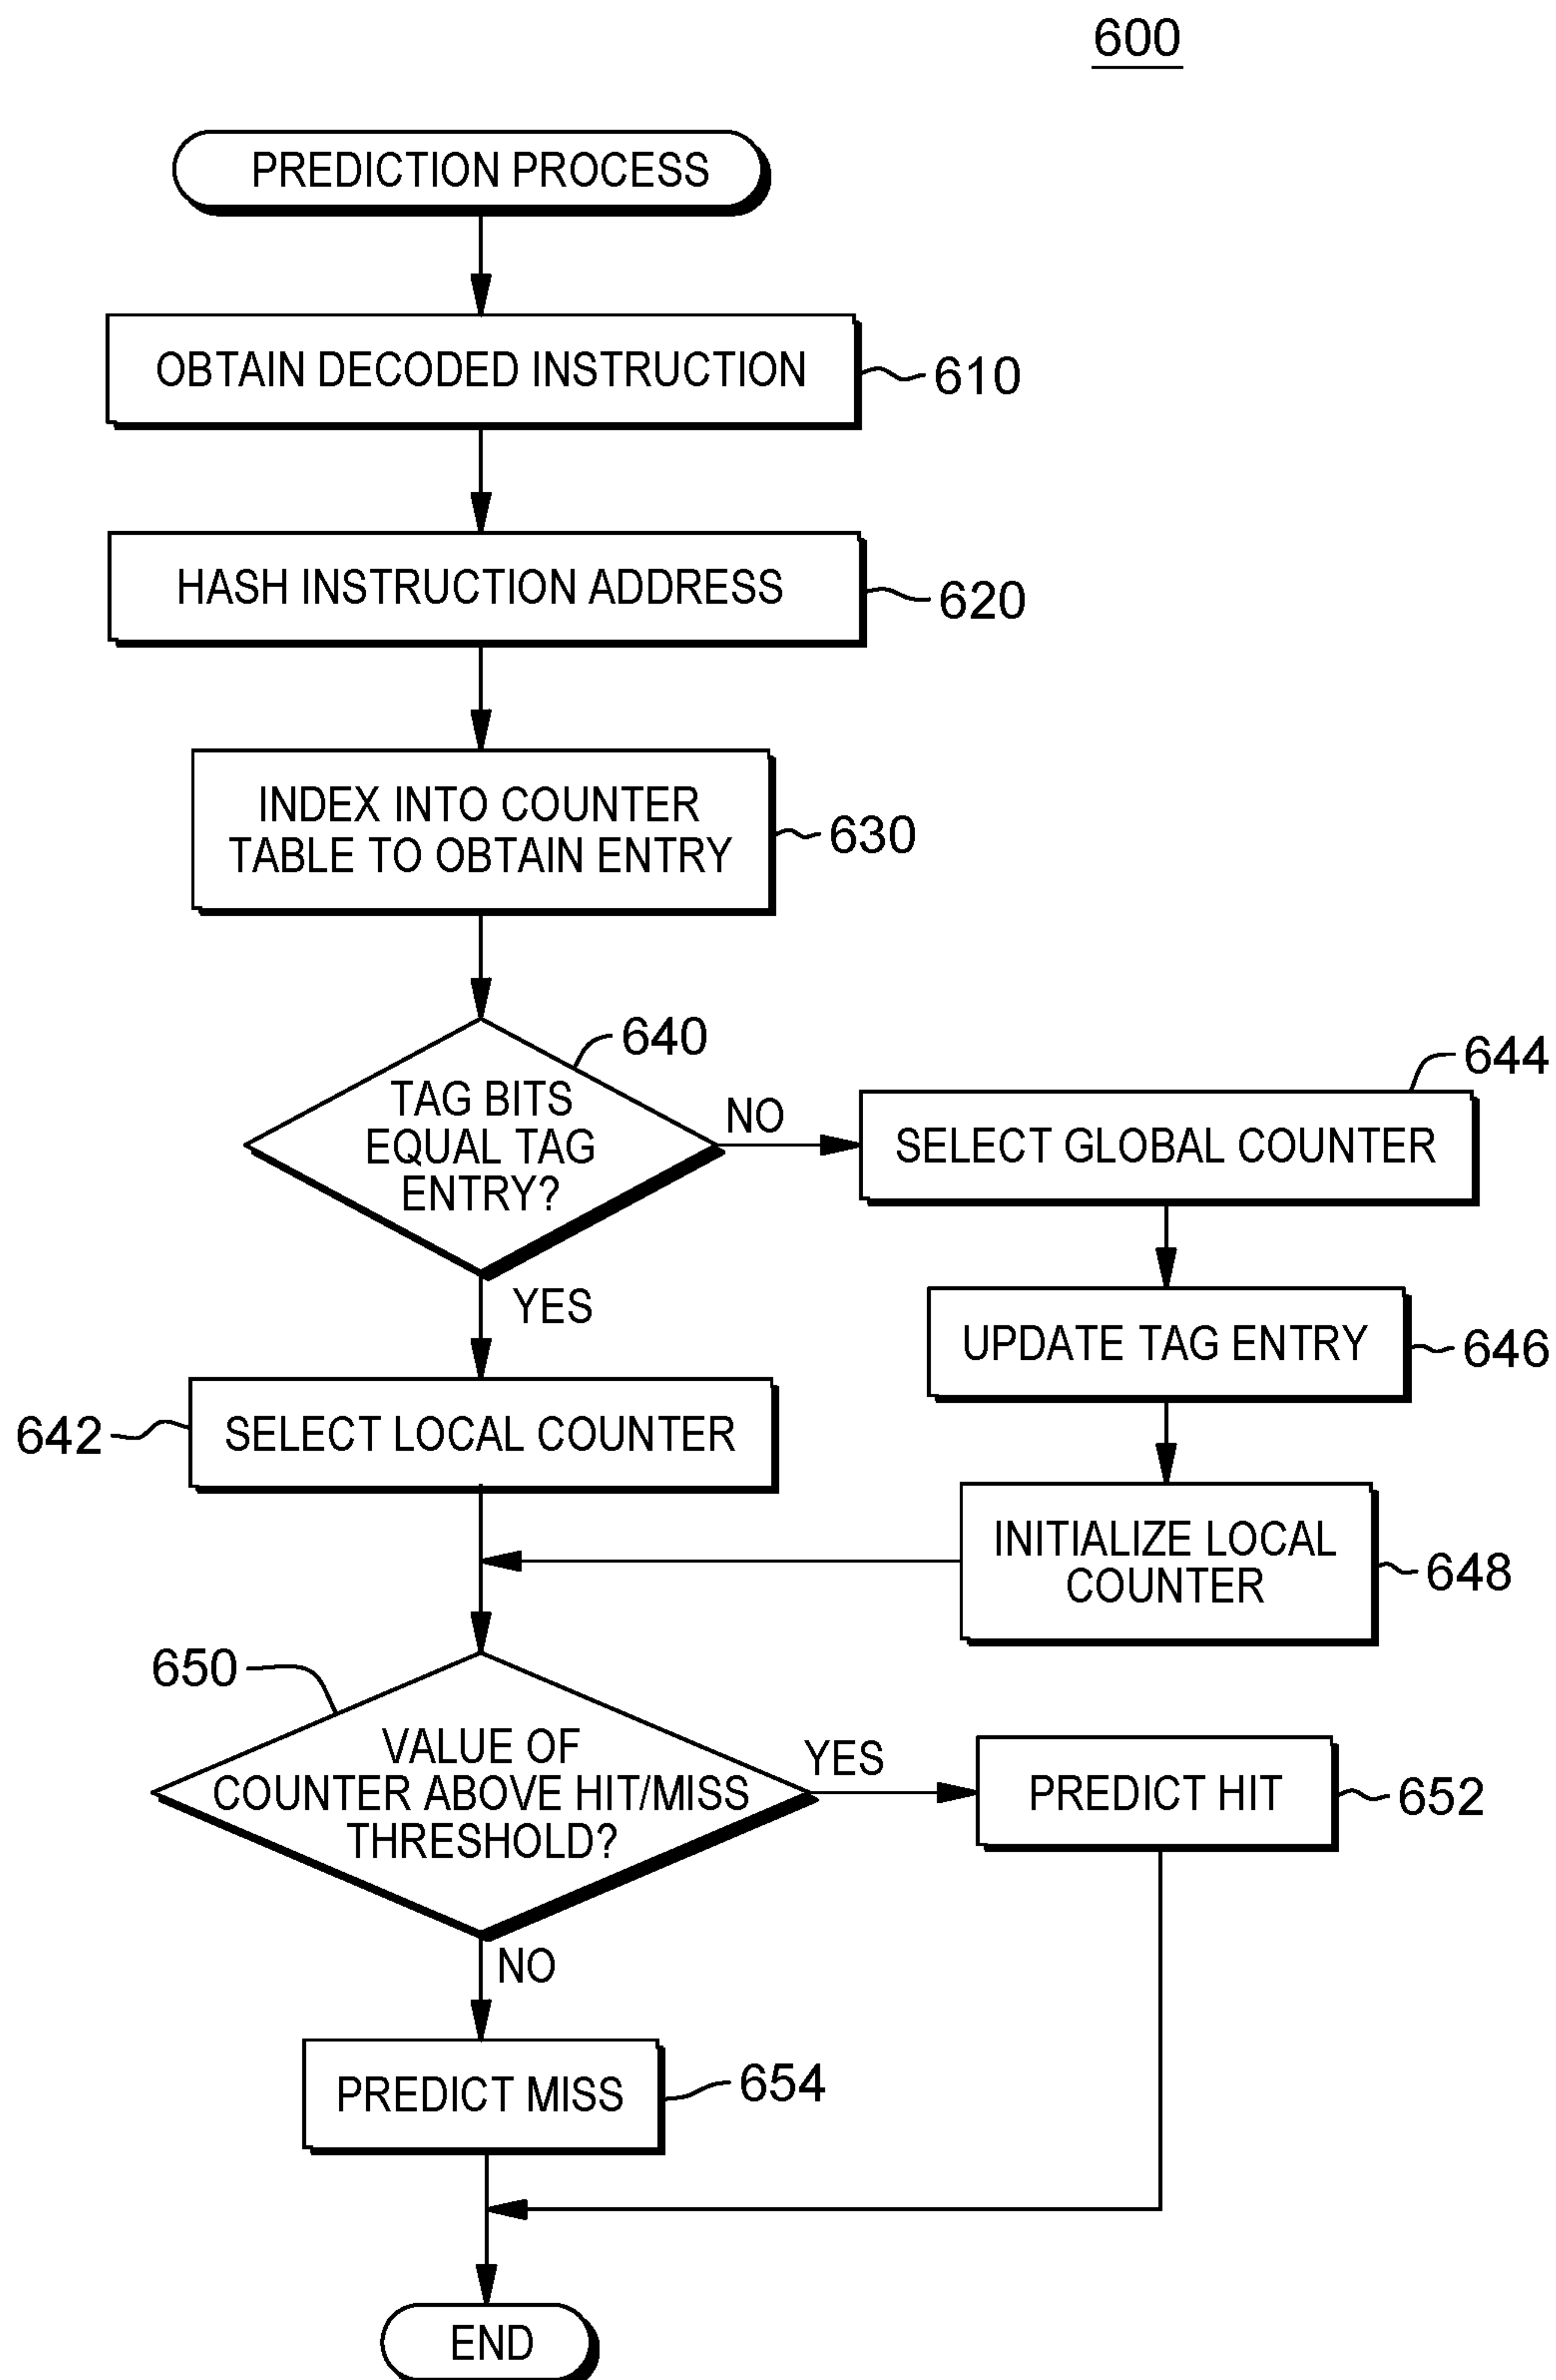 600
PREDICTION PROCESS
OBTAIN DECODED INSTRUCTION
610
HASH INSTRUCTION ADDRESS
620
INDEX INTO COUNTER
TABLE TO OBTAIN ENTRY
630
640
TAG BITS
EQUAL TAG
ENTRY?
NO
644
SELECT GLOBAL COUNTER
YES
UPDATE TAG ENTRY
646
642
SELECT LOCAL COUNTER
INITIALIZE LOCAL
COUNTER
648
650
VALUE OF
COUNTER ABOVE HIT/MISS
THRESHOLD?
YES
PREDICT HIT
652
NO
PREDICT MISS
654
END